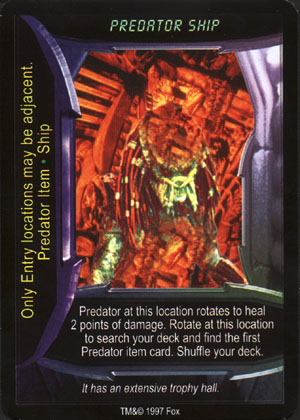 PREDATOR SHIP
Only Entry locations may be adjacent.
Predator Item • Ship
Predator at this location rotates to heal
2 points of damage. Rotate at this location
to search your deck and find the first
Predator item card. Shuffle your deck.
It has an extensive trophy hall.
TM&© 1997 Fox